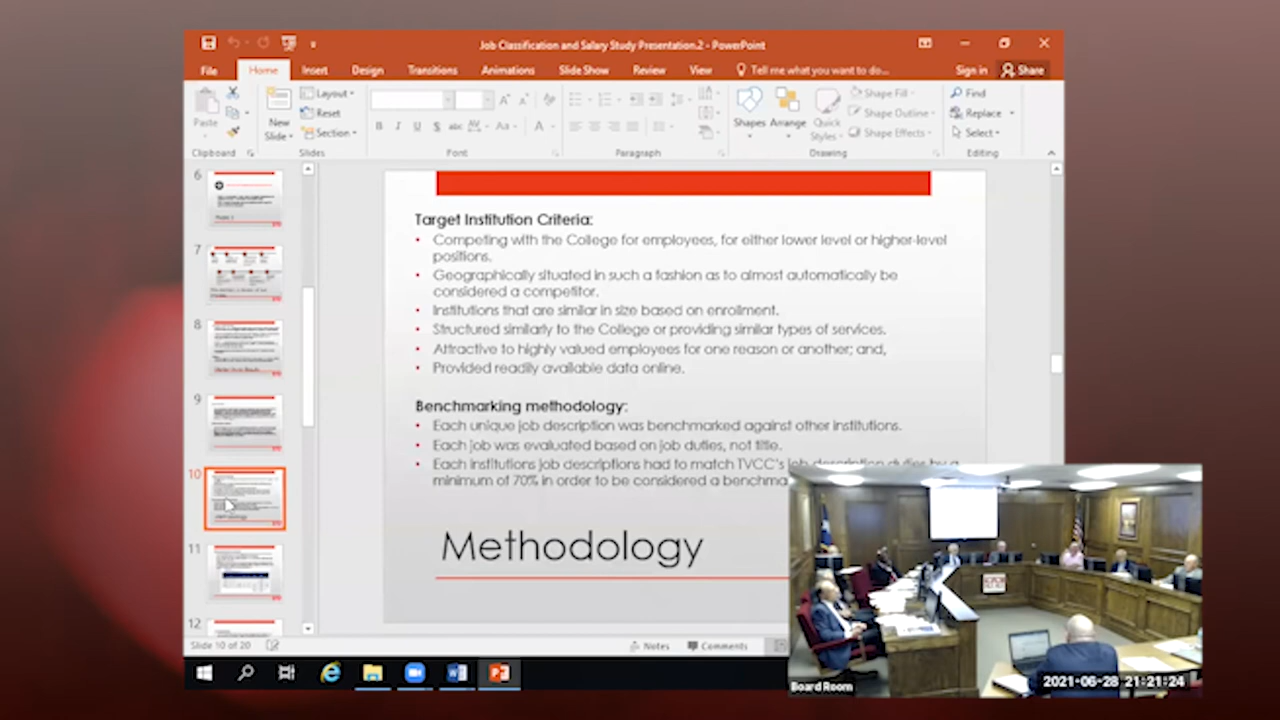 Job Classification and Salary Study Presentation.2 - PowerPoint
File Home Insert Design Transitions Animations Slide Show Review View Tell me what you want to do... Sign in Share
Paste
Clipboard
New Slide
Layout
Reset
Section
Slides
Font
Paragraph
Shapes Arrange Quick Styles
Shape Fill
Shape Outline
Shape Effects
Drawing
Find
Replace
Select
Editing
6
7
8
9
10
11
12
Target Institution Criteria:
• Competing with the College for employees, for either lower level or higher-level
positions.
• Geographically situated in such a fashion as to almost automatically be
considered a competitor.
• Institutions that are similar in size based on enrollment.
• Structured similarly to the College or providing similar types of services.
• Attractive to highly valued employees for one reason or another; and,
• Provided readily available data online.
Benchmarking methodology:
• Each unique job description was benchmarked against other institutions.
• Each job was evaluated based on job duties, not title.
• Each institutions job descriptions had to match TVCC's job description duties by a
minimum of 70% in order to be considered a
Methodology
Slide 10 of 20
Notes Comments
Board Room
2021-06-28 21:21:24